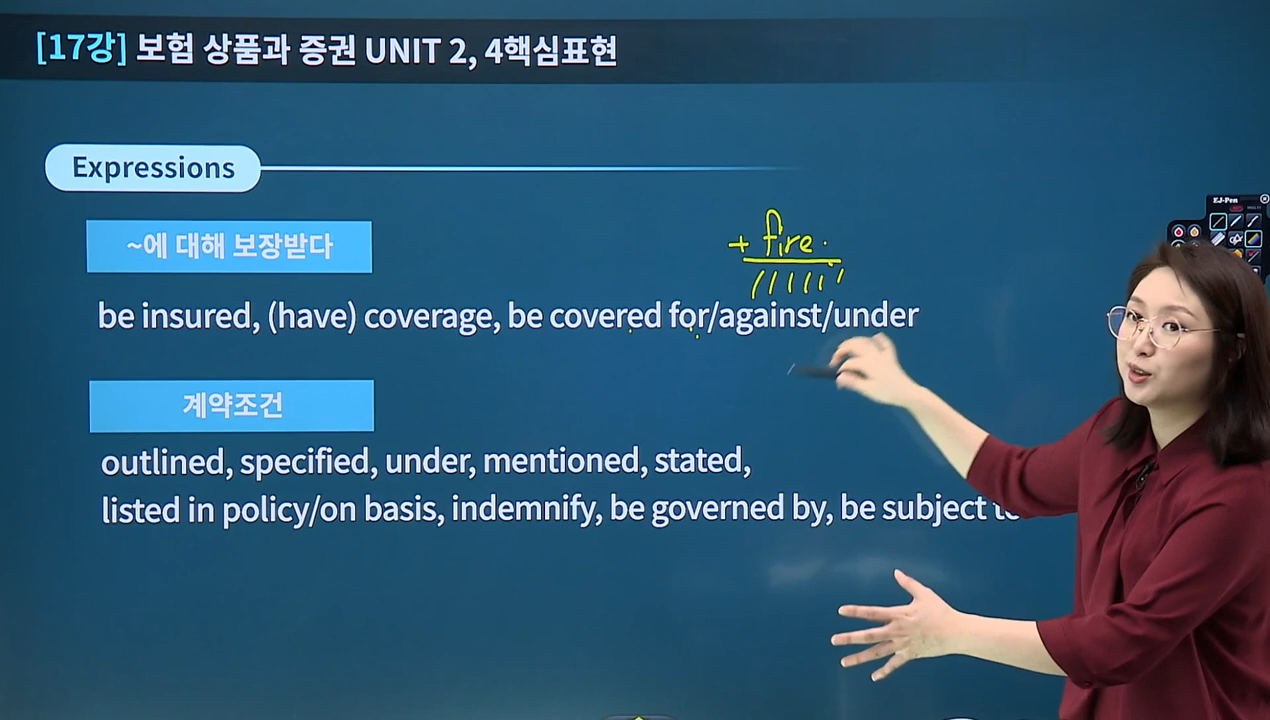 [17강] 보험 상품과 증권 UNIT 2, 4핵심표현
Expressions
~에 대해 보장받다
+ fire.
be insured, (have) coverage, be covered for/against/under
계약조건
outlined, specified, under, mentioned, stated,
listed in policy/on basis, indemnify, be governed by, be subject to
EJ-Pen